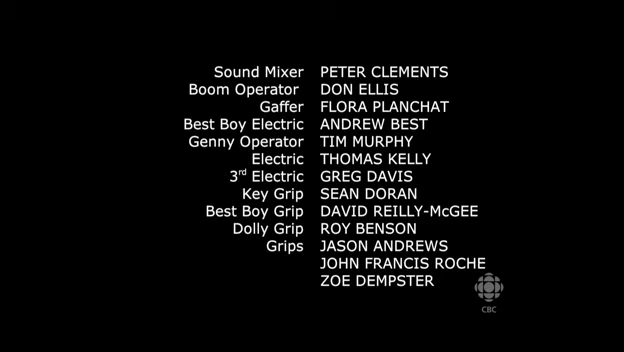 Sound Mixer PETER CLEMENTS
Boom Operator DON ELLIS
Gaffer FLORA PLANCHAT
Best Boy Electric ANDREW BEST
Genny Operator TIM MURPHY
Electric THOMAS KELLY
3rd Electric GREG DAVIS
Key Grip SEAN DORAN
Best Boy Grip DAVID REILLY-McGEE
Dolly Grip ROY BENSON
Grips JASON ANDREWS
JOHN FRANCIS ROCHE
ZOE DEMPSTER
CBC